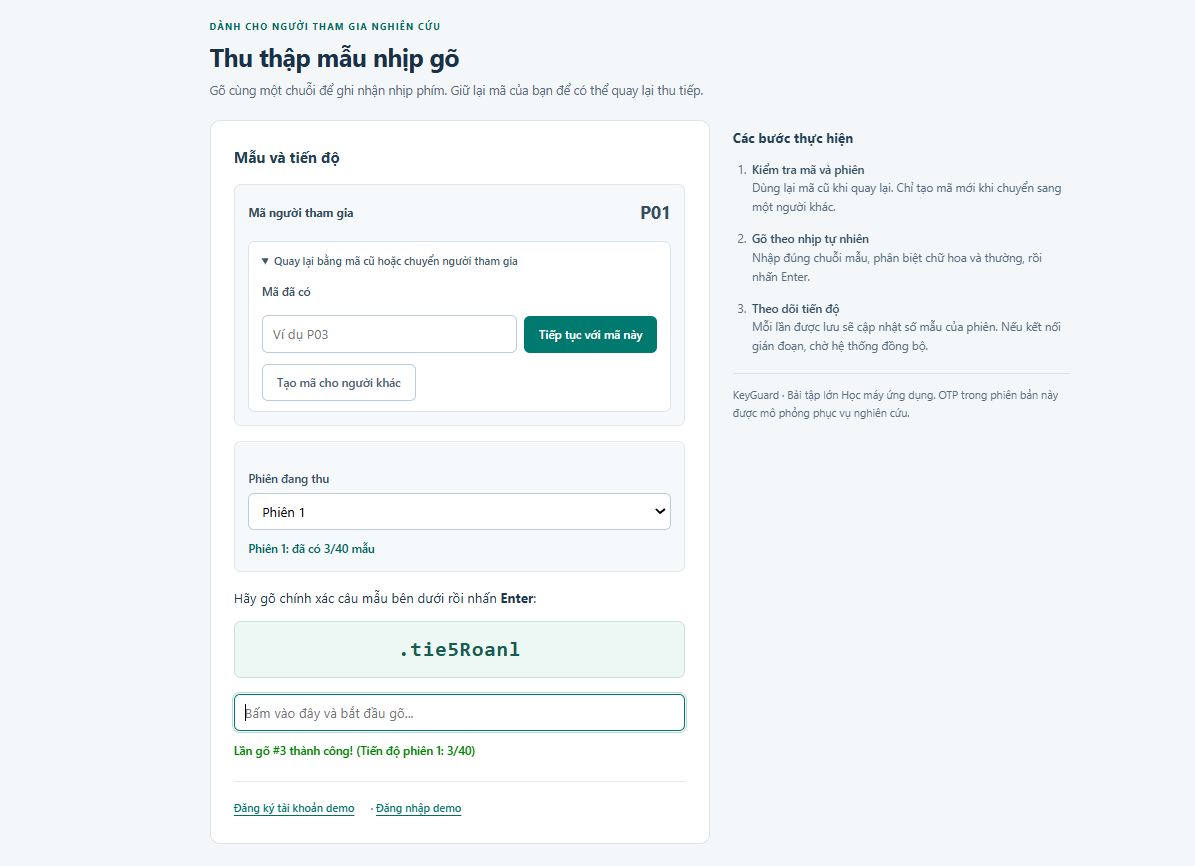 DÀNH CHO NGƯỜI THAM GIA NGHIÊN CỨU
Thu thập mẫu nhịp gõ
Gõ cùng một chuỗi để ghi nhận nhịp phím. Giữ lại mã của bạn để có thể quay lại thu tiếp.
Mẫu và tiến độ
Mã người tham gia
P01
▼ Quay lại bằng mã cũ hoặc chuyển người tham gia
Mã đã có
Ví dụ P03
Tiếp tục với mã này
Tạo mã cho người khác
Phiên đang thu
Phiên 1
Phiên 1: đã có 3/40 mẫu
Hãy gõ chính xác câu mẫu bên dưới rồi nhấn Enter:
.tie5Roanl
Bấm vào đây và bắt đầu gõ...
Lần gõ #3 thành công! (Tiến độ phiên 1: 3/40)
Đăng ký tài khoản demo · Đăng nhập demo
Các bước thực hiện
1. Kiểm tra mã và phiên
Dùng lại mã cũ khi quay lại. Chỉ tạo mã mới khi chuyển sang
một người khác.
2. Gõ theo nhịp tự nhiên
Nhập đúng chuỗi mẫu, phân biệt chữ hoa và thường, rồi
nhấn Enter.
3. Theo dõi tiến độ
Mỗi lần được lưu sẽ cập nhật số mẫu của phiên. Nếu kết nối
gián đoạn, chờ hệ thống đồng bộ.
KeyGuard · Bài tập lớn Học máy ứng dụng. OTP trong phiên bản này
được mô phỏng phục vụ nghiên cứu.